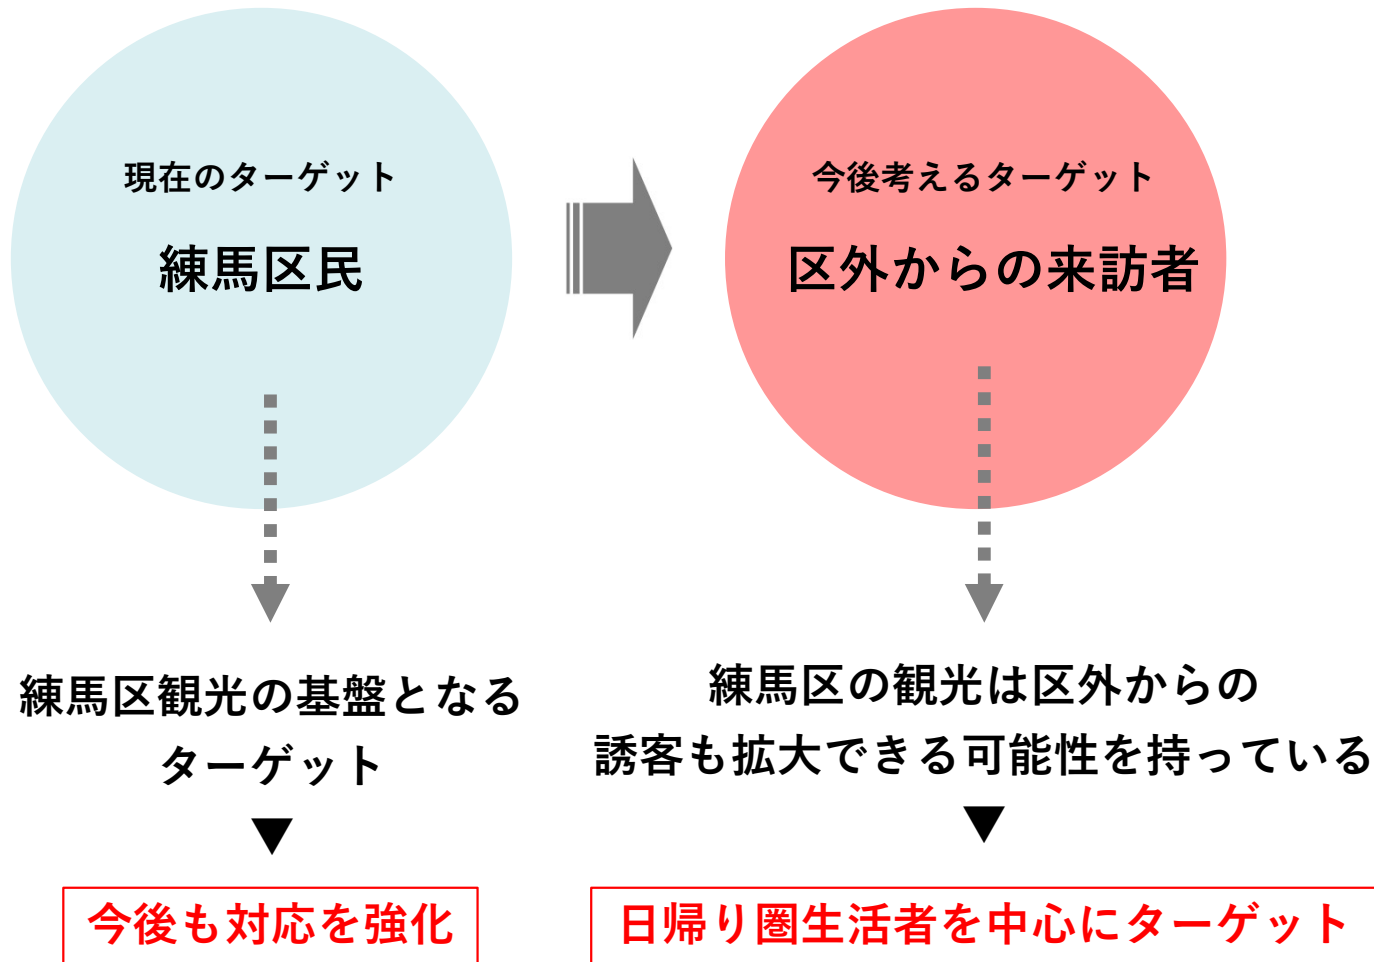 現在のターゲット
練馬区民
今後考えるターゲット
区外からの来訪者
練馬区観光の基盤となる
ターゲット
▼
今後も対応を強化
練馬区の観光は区外からの
誘客も拡大できる可能性を持っている
▼
日帰り圏生活者を中心にターゲット